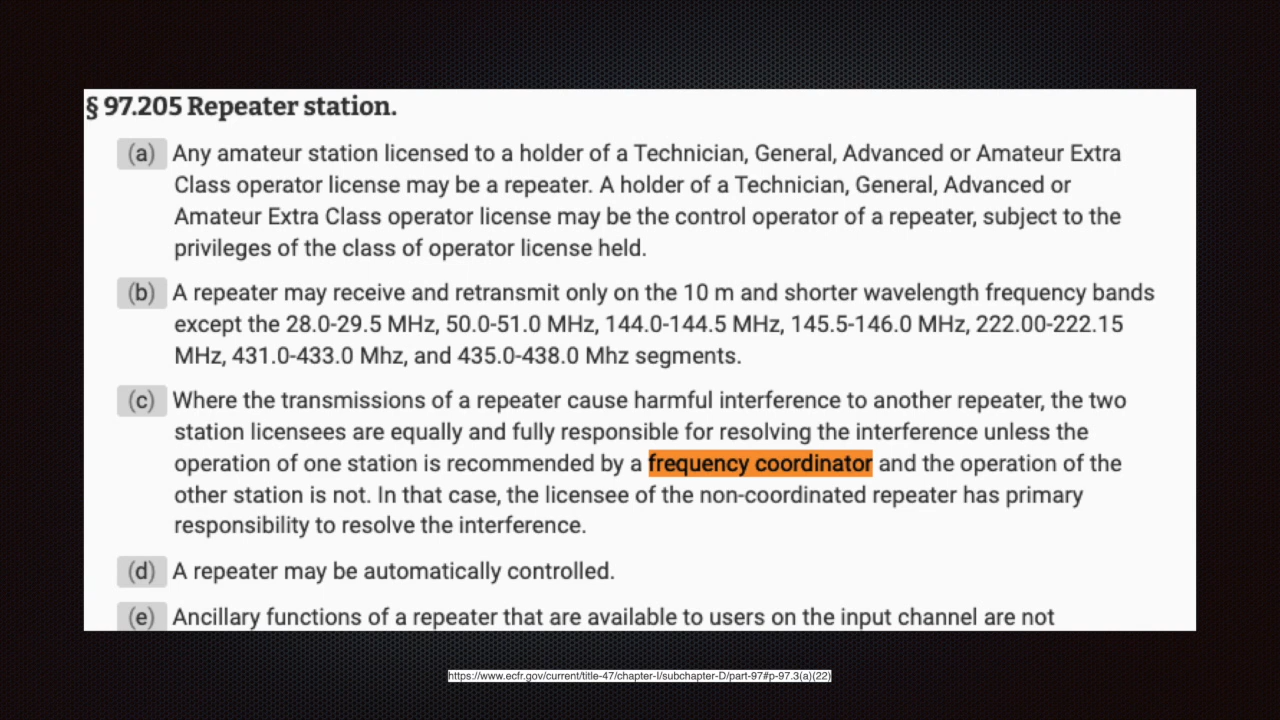 § 97.205 Repeater station.
(a) Any amateur station licensed to a holder of a Technician, General, Advanced or Amateur Extra
Class operator license may be a repeater. A holder of a Technician, General, Advanced or
Amateur Extra Class operator license may be the control operator of a repeater, subject to the
privileges of the class of operator license held.
(b) A repeater may receive and retransmit only on the 10 m and shorter wavelength frequency bands
except the 28.0-29.5 MHz, 50.0-51.0 MHz, 144.0-144.5 MHz, 145.5-146.0 MHz, 222.00-222.15
MHz, 431.0-433.0 Mhz, and 435.0-438.0 Mhz segments.
(c) Where the transmissions of a repeater cause harmful interference to another repeater, the two
station licensees are equally and fully responsible for resolving the interference unless the
operation of one station is recommended by a frequency coordinator and the operation of the
other station is not. In that case, the licensee of the non-coordinated repeater has primary
responsibility to resolve the interference.
(d) A repeater may be automatically controlled.
(e) Ancillary functions of a repeater that are available to users on the input channel are not
https://www.ecfr.gov/current/title-47/chapter-I/subchapter-D/part-97#p-97.3(a)(22)